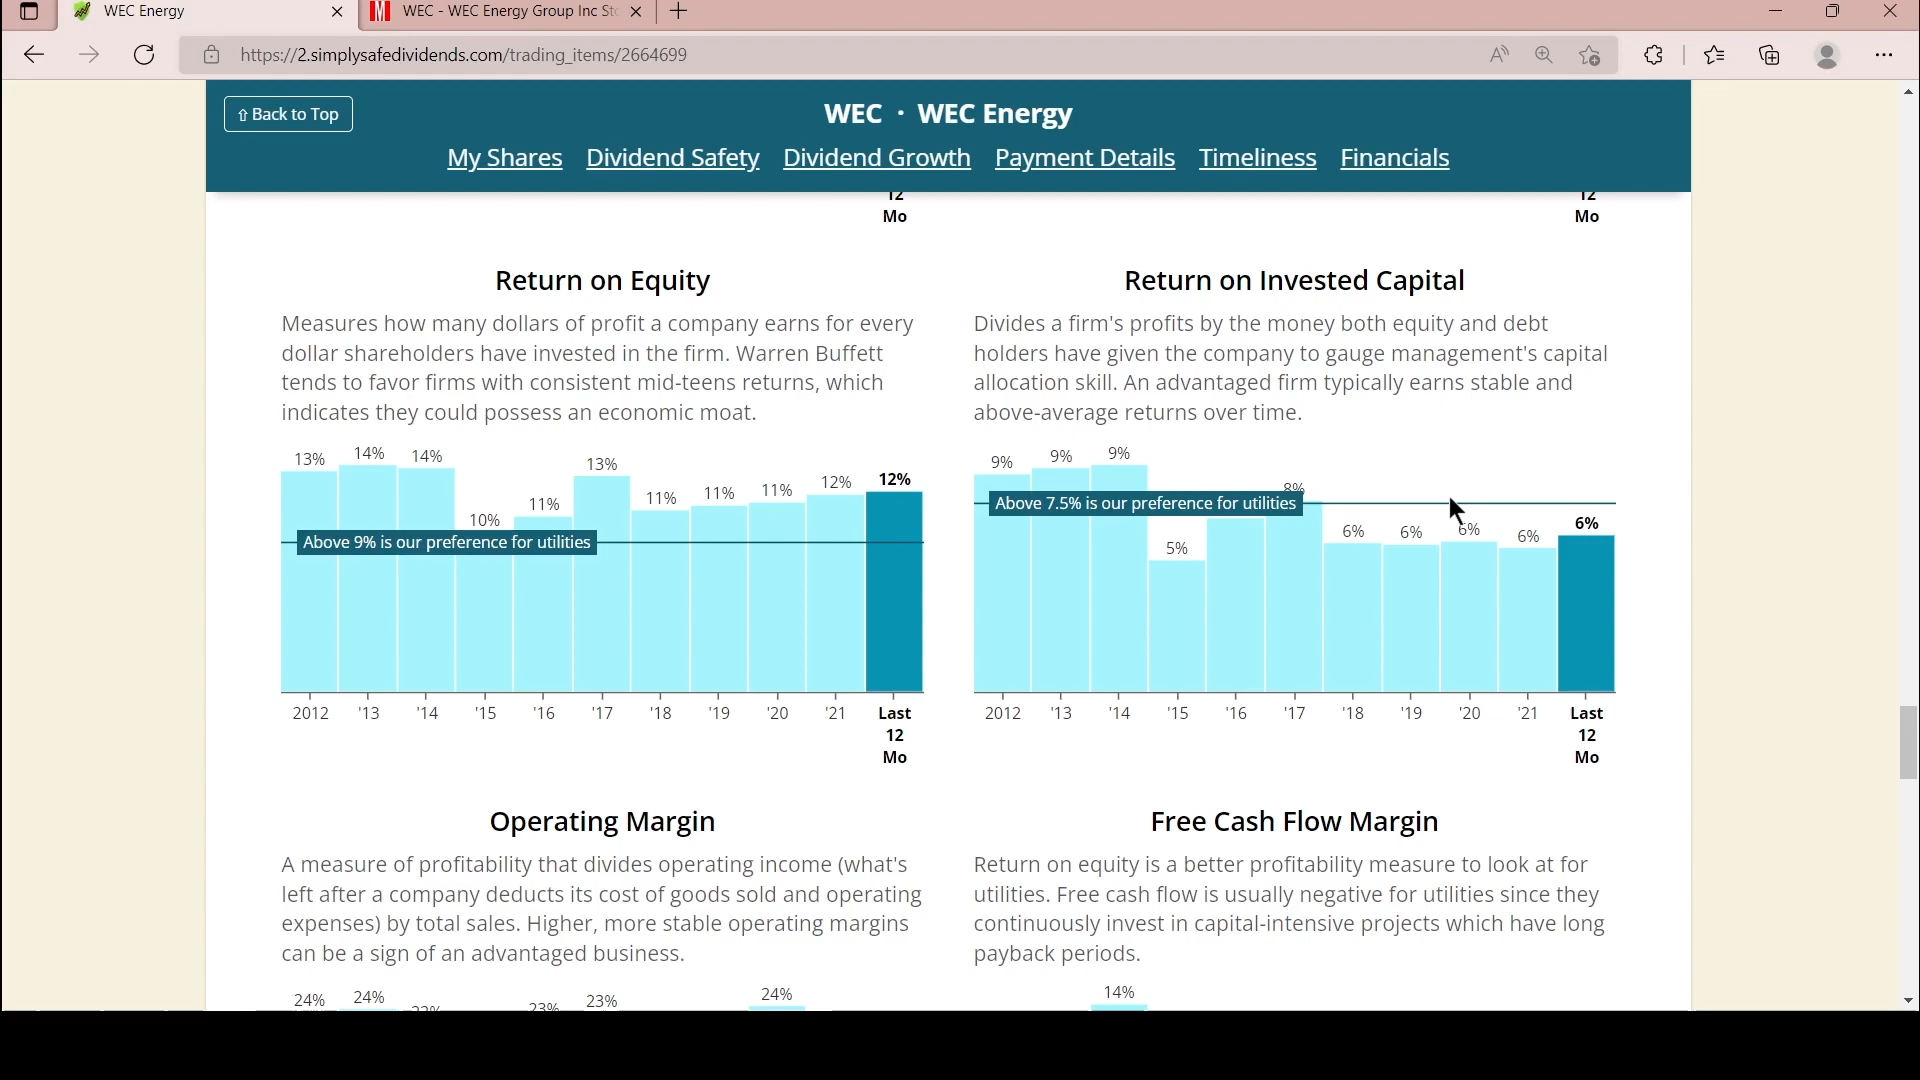 WEC Energy
WEC - WEC Energy Group Inc Sto
https://2.simplysafedividends.com/trading_items/2664699
Back to Top
WEC · WEC Energy
My Shares Dividend Safety Dividend Growth Payment Details Timeliness Financials
12
Mo
12
Mo
Return on Equity
Measures how many dollars of profit a company earns for every
dollar shareholders have invested in the firm. Warren Buffett
tends to favor firms with consistent mid-teens returns, which
indicates they could possess an economic moat.
13% 14% 14% 10% 11% 13% 11% 11% 11% 12% 12%
Above 9% is our preference for utilities
2012 '13 '14 '15 '16 '17 '18 '19 '20 '21 Last
12
Mo
Return on Invested Capital
Divides a firm's profits by the money both equity and debt
holders have given the company to gauge management's capital
allocation skill. An advantaged firm typically earns stable and
above-average returns over time.
9% 9% 9% 5% 8% 6% 6% 6% 6% 6%
Above 7.5% is our preference for utilities
2012 '13 '14 '15 '16 '17 '18 '19 '20 '21 Last
12
Mo
Operating Margin
A measure of profitability that divides operating income (what's
left after a company deducts its cost of goods sold and operating
expenses) by total sales. Higher, more stable operating margins
can be a sign of an advantaged business.
24% 24% 23% 23% 24%
Free Cash Flow Margin
Return on equity is a better profitability measure to look at for
utilities. Free cash flow is usually negative for utilities since they
continuously invest in capital-intensive projects which have long
payback periods.
14%